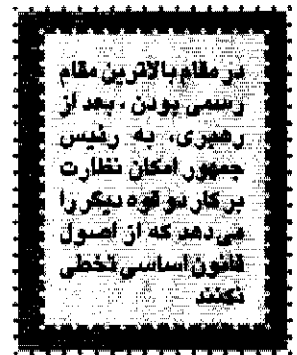 در مقام بالاترین مقام
رسمی بودن، بعد از
رهبری، به رئیس
جمهور امکان نظارت
بر کار دو قوه دیگر را
می دهد که از اصول
قانون اساسی تخطی
نکنند